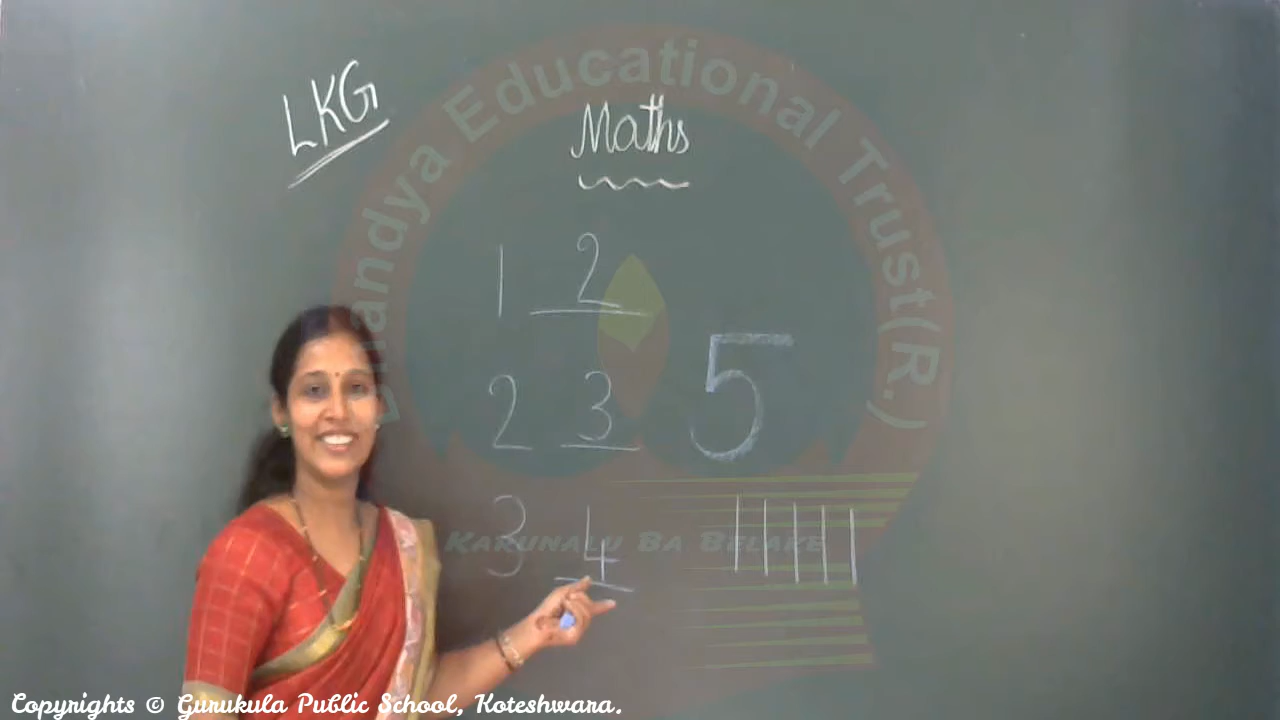 LKG
Maths
1 2
2 3
5
3 4
Dhandya Educational Trust(R.)
Karunalu Ba Belake
Copyrights © Gurukula Public School, Koteshwara.